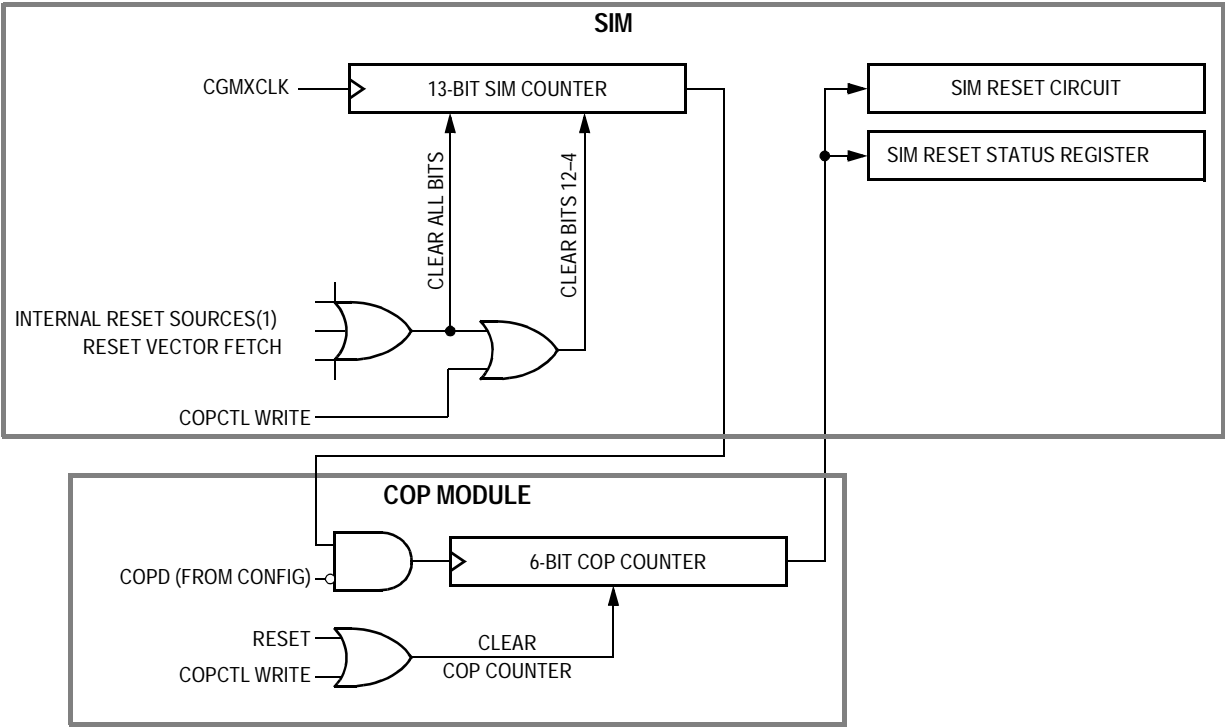 SIM
CGMXCLK
13-BIT SIM COUNTER
SIM RESET CIRCUIT
SIM RESET STATUS REGISTER
CLEAR ALL BITS
CLEAR BITS 12–4
INTERNAL RESET SOURCES(1)
RESET VECTOR FETCH
COPCTL WRITE
COP MODULE
6-BIT COP COUNTER
COPD (FROM CONFIG)
RESET
CLEAR
COP COUNTER
COPCTL WRITE